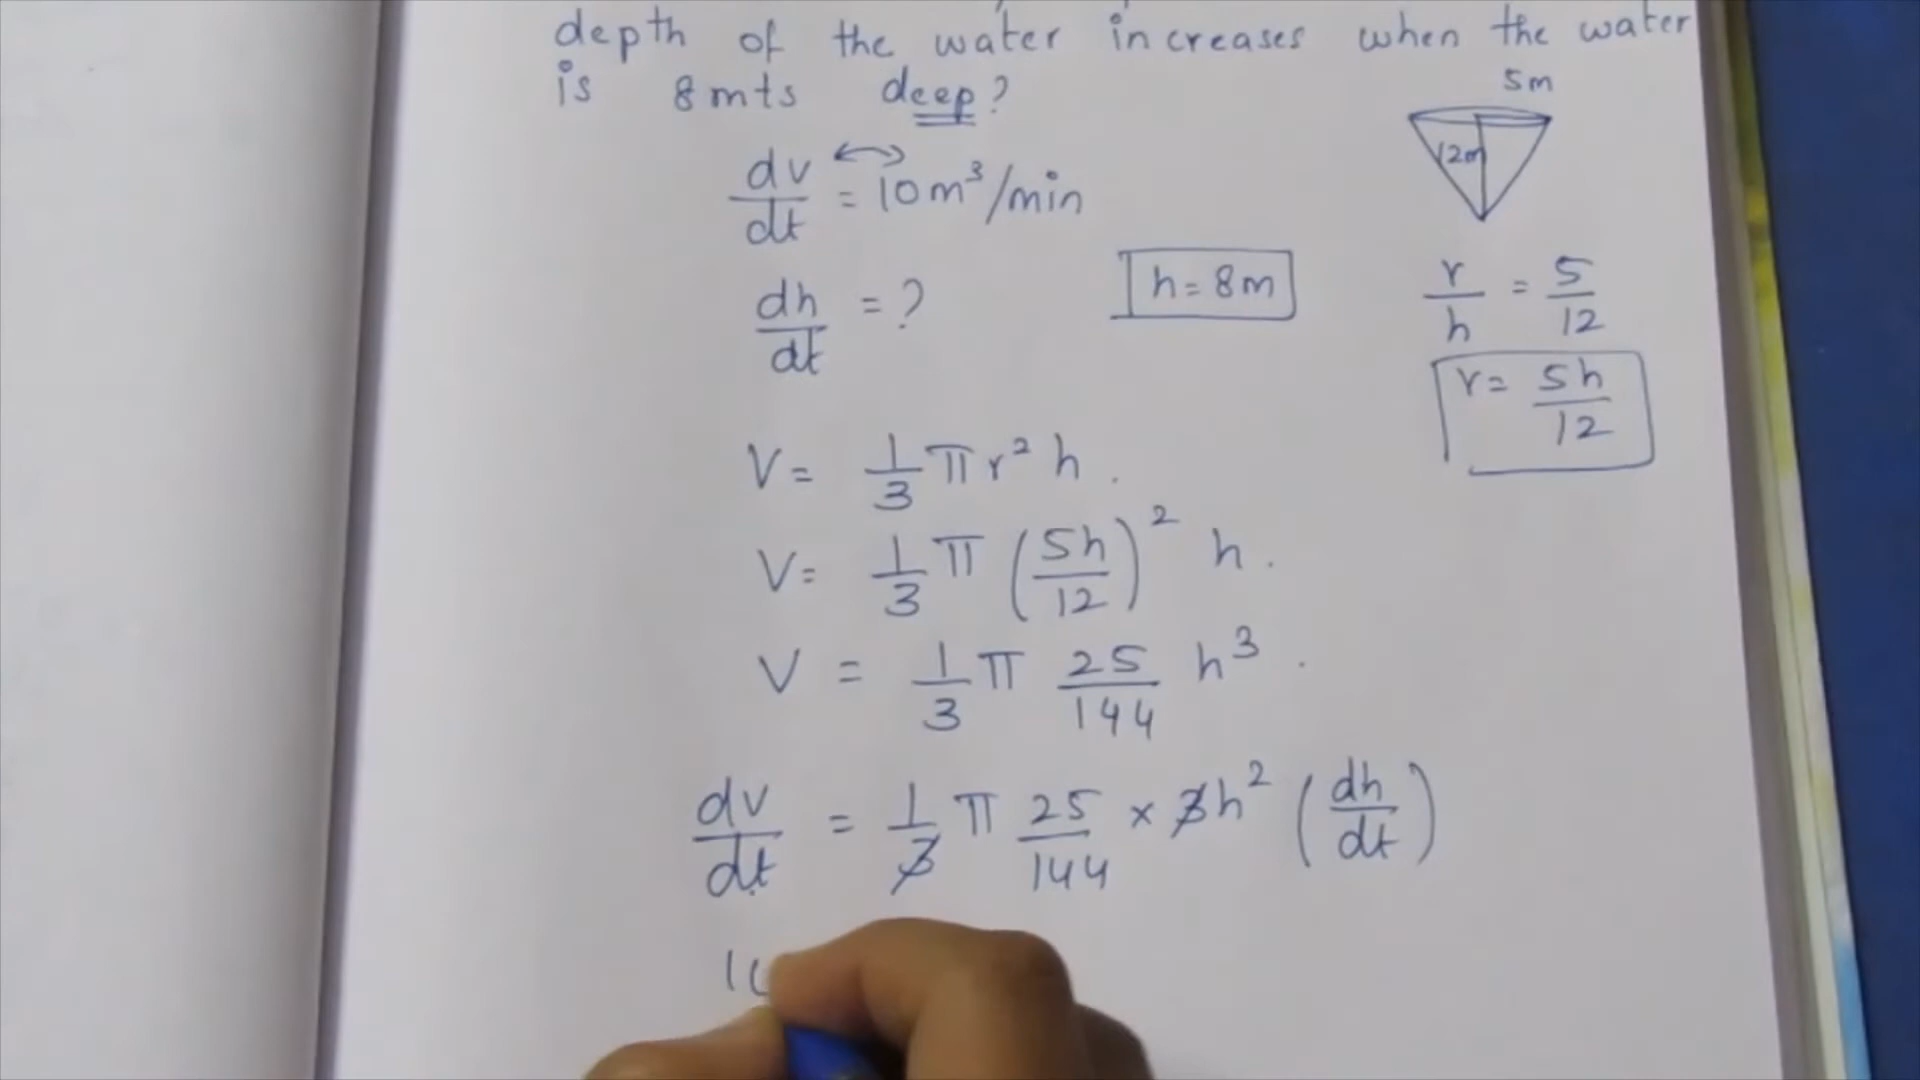 depth of the water increases when the water
is 8mts deep?
5m
12m
dv/dt = 10m³/min
dh/dt = ?
h = 8m
r/h = 5/12
r = 5h/12
V = 1/3 π r² h.
V = 1/3 π (5h/12)² h.
V = 1/3 π 25/144 h³.
dv/dt = 1/3 π 25/144 × 3h² (dh/dt)